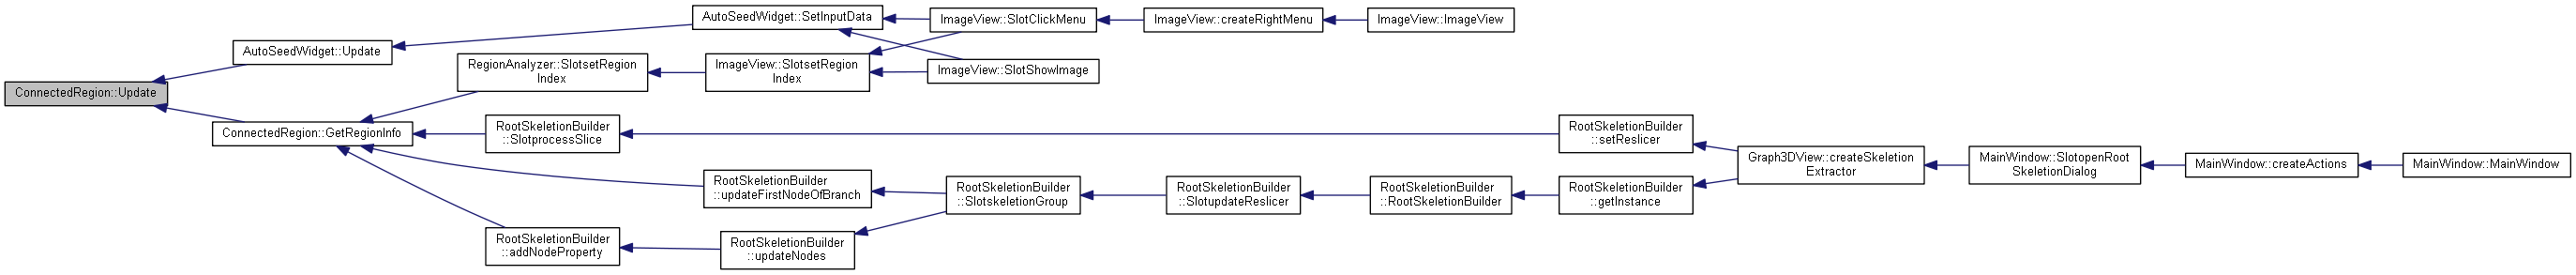 AutoSeedWidget::SetInputData
ImageView::SlotClickMenu
ImageView::createRightMenu
ImageView::ImageView
AutoSeedWidget::Update
RegionAnalyzer::SlotsetRegion
Index
ImageView::SlotsetRegion
Index
ImageView::SlotShowImage
ConnectedRegion::Update
ConnectedRegion::GetRegionInfo
RootSkeletionBuilder
::SlotprocessSlice
RootSkeletionBuilder
::setReslicer
Graph3DView::createSkeletion
Extractor
MainWindow::SlotopenRoot
SkeletionDialog
MainWindow::createActions
MainWindow::MainWindow
RootSkeletionBuilder
::updateFirstNodeOfBranch
RootSkeletionBuilder
::SlotskeletionGroup
RootSkeletionBuilder
::SlotupdateReslicer
RootSkeletionBuilder
::RootSkeletionBuilder
RootSkeletionBuilder
::getInstance
RootSkeletionBuilder
::addNodeProperty
RootSkeletionBuilder
::updateNodes